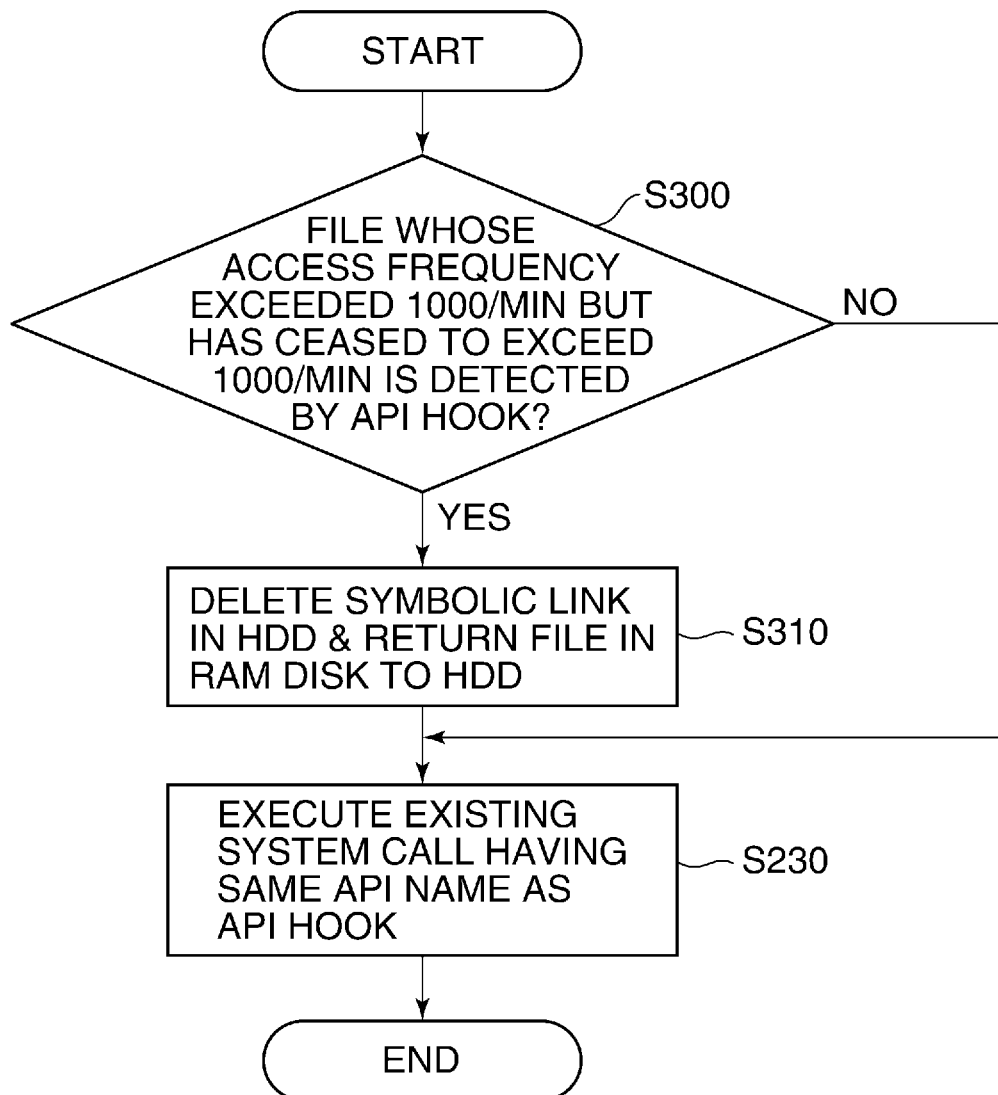 START
S300
FILE WHOSE
ACCESS FREQUENCY
EXCEEDED 1000/MIN BUT
HAS CEASED TO EXCEED
1000/MIN IS DETECTED
BY API HOOK?
NO
YES
DELETE SYMBOLIC LINK
IN HDD & RETURN FILE IN
RAM DISK TO HDD
S310
EXECUTE EXISTING
SYSTEM CALL HAVING
SAME API NAME AS
API HOOK
S230
END